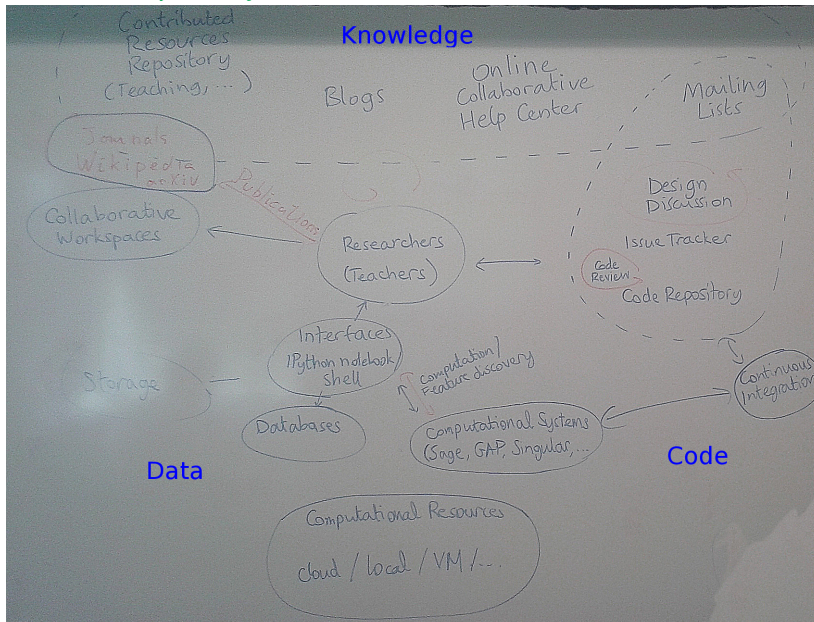 Knowledge
Contributed
Resources
Repository
(Teaching, ...)
Blogs
Online
Collaborative
Help Center
Mailing
Lists
Journals
Wikipedia
arXiv
Publications
Collaborative
Workspaces
Researchers
(Teachers)
Design
Discussion
Issue Tracker
Code
Review
Code Repository
Interfaces
IPython notebook/
shell
Storage
Computation/
Feature discovery
Continuous
Integration
Databases
Computational Systems
(Sage, GAP, Singular,...
Data
Code
Computational Resources
cloud / local / VM /...